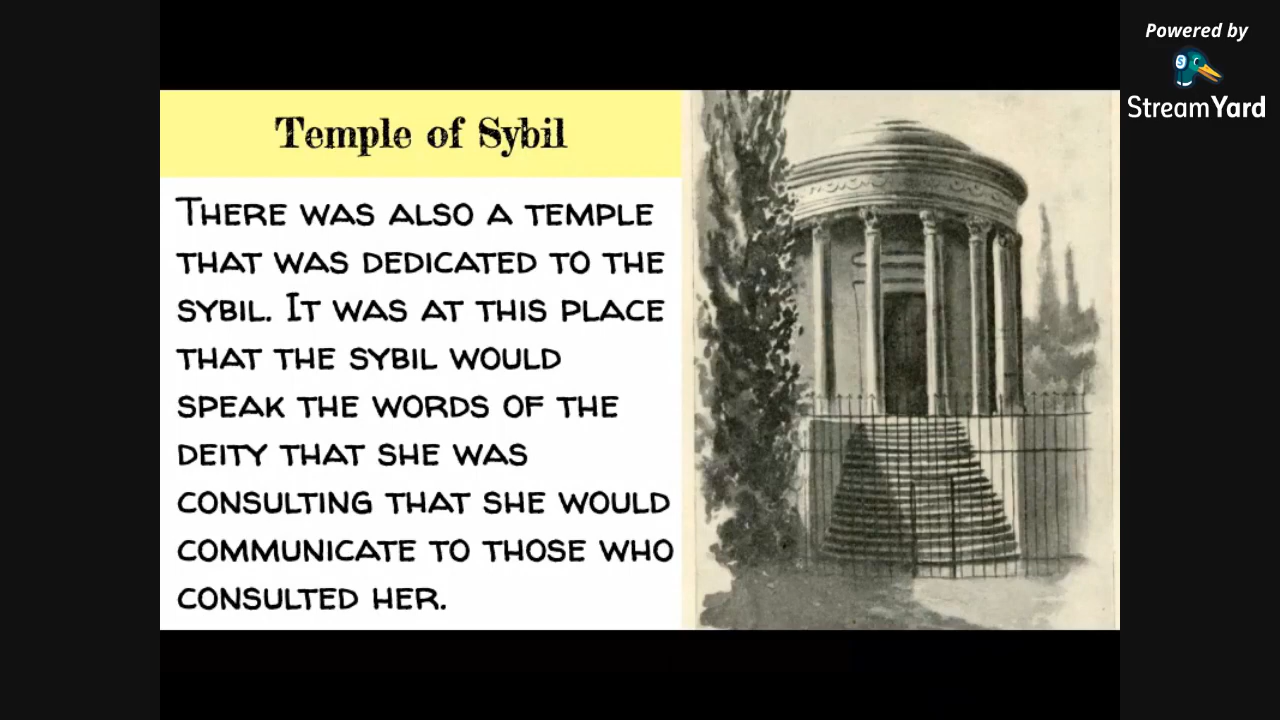 Temple of Sybil
There was also a temple
that was dedicated to the
sybil. It was at this place
that the sybil would
speak the words of the
deity that she was
consulting that she would
communicate to those who
consulted her.
Powered by
StreamYard